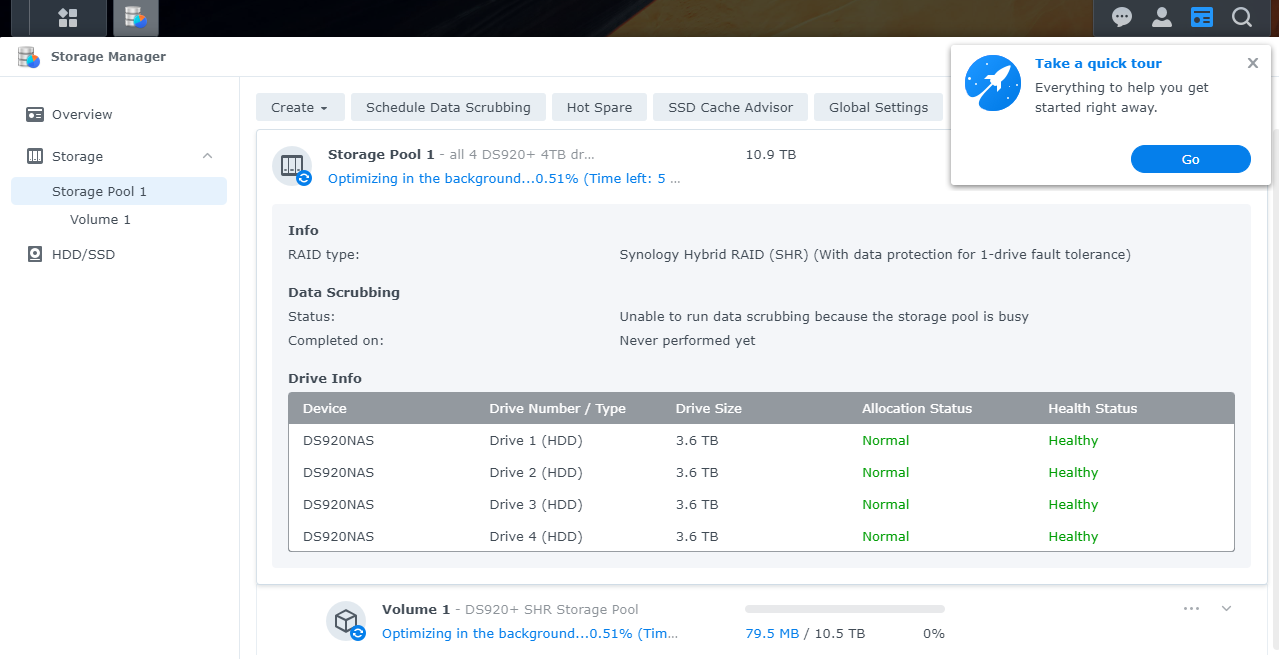 Storage Manager
Take a quick tour
Everything to help you get
started right away.
Go
Overview
Storage
Storage Pool 1
Volume 1
HDD/SSD
Create Schedule Data Scrubbing Hot Spare SSD Cache Advisor Global Settings
Storage Pool 1 - all 4 DS920+ 4TB dr... 10.9 TB
Optimizing in the background...0.51% (Time left: 5 ...
Info
RAID type: Synology Hybrid RAID (SHR) (With data protection for 1-drive fault tolerance)
Data Scrubbing
Status: Unable to run data scrubbing because the storage pool is busy
Completed on: Never performed yet
Drive Info
Device Drive Number / Type Drive Size Allocation Status Health Status
DS920NAS Drive 1 (HDD) 3.6 TB Normal Healthy
DS920NAS Drive 2 (HDD) 3.6 TB Normal Healthy
DS920NAS Drive 3 (HDD) 3.6 TB Normal Healthy
DS920NAS Drive 4 (HDD) 3.6 TB Normal Healthy
Volume 1 - DS920+ SHR Storage Pool
Optimizing in the background...0.51% (Tim... 79.5 MB / 10.5 TB 0%